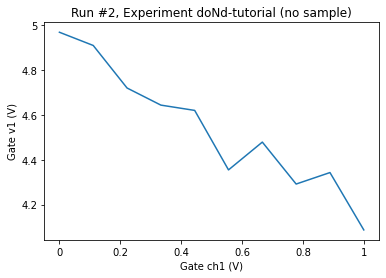 Run #2, Experiment doNd-tutorial (no sample)
5
4.8
4.6
4.4
4.2
Gate v1 (V)
0 0.2 0.4 0.6 0.8 1
Gate ch1 (V)